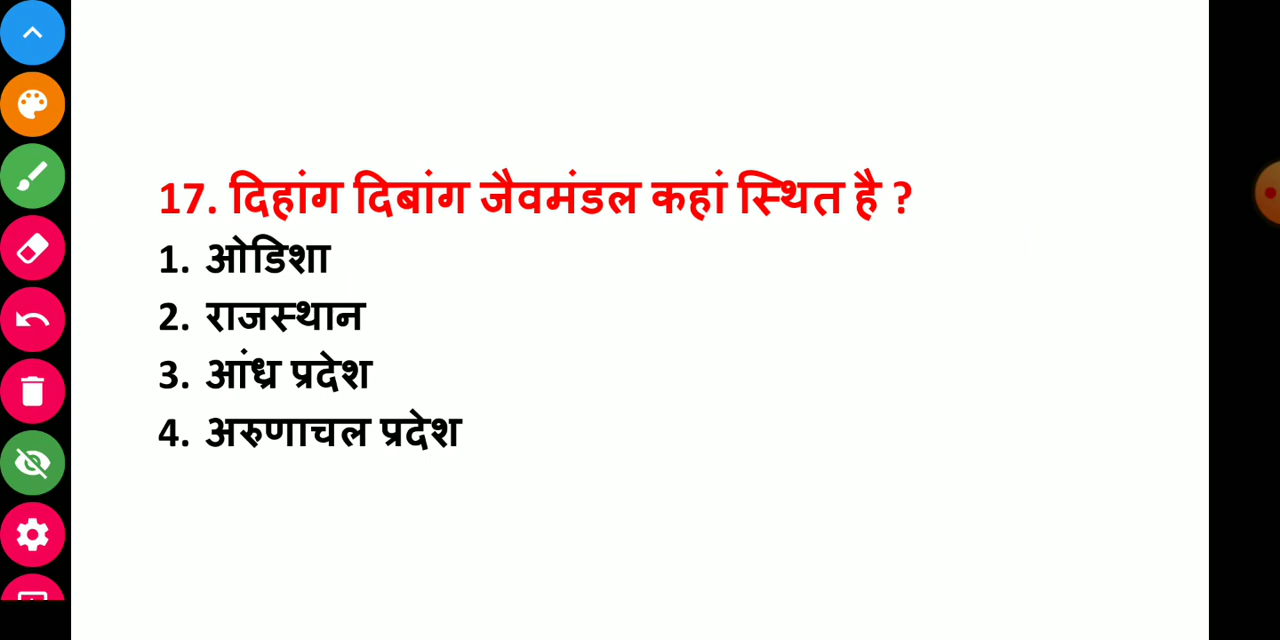 17. दिहांग दिबांग जैवमंडल कहां स्थित है ?
1. ओडिशा
2. राजस्थान
3. आंध्र प्रदेश
4. अरुणाचल प्रदेश